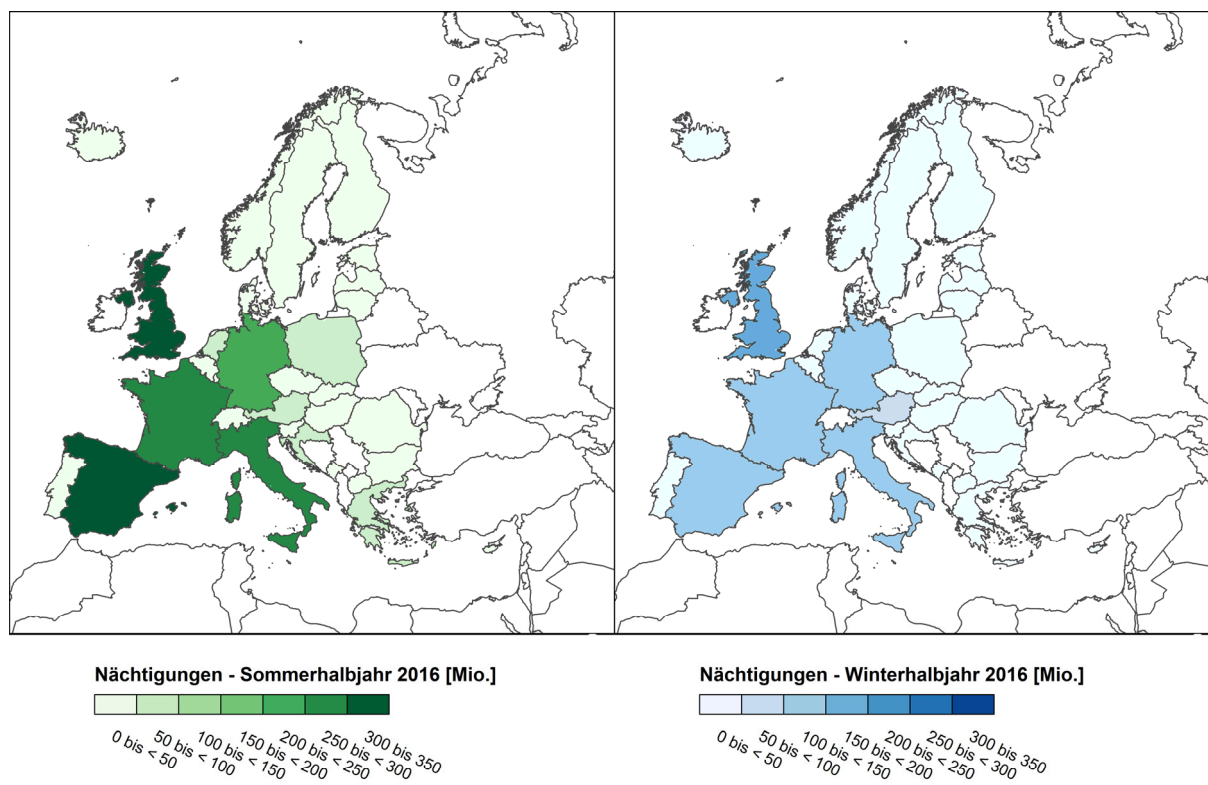 Nächtigungen - Sommerhalbjahr 2016 [Mio.]
0 bis < 50
50 bis < 100
100 bis < 150
150 bis < 200
200 bis < 250
250 bis < 300
300 bis 350
Nächtigungen - Winterhalbjahr 2016 [Mio.]
0 bis < 50
50 bis < 100
100 bis < 150
150 bis < 200
200 bis < 250
250 bis < 300
300 bis 350